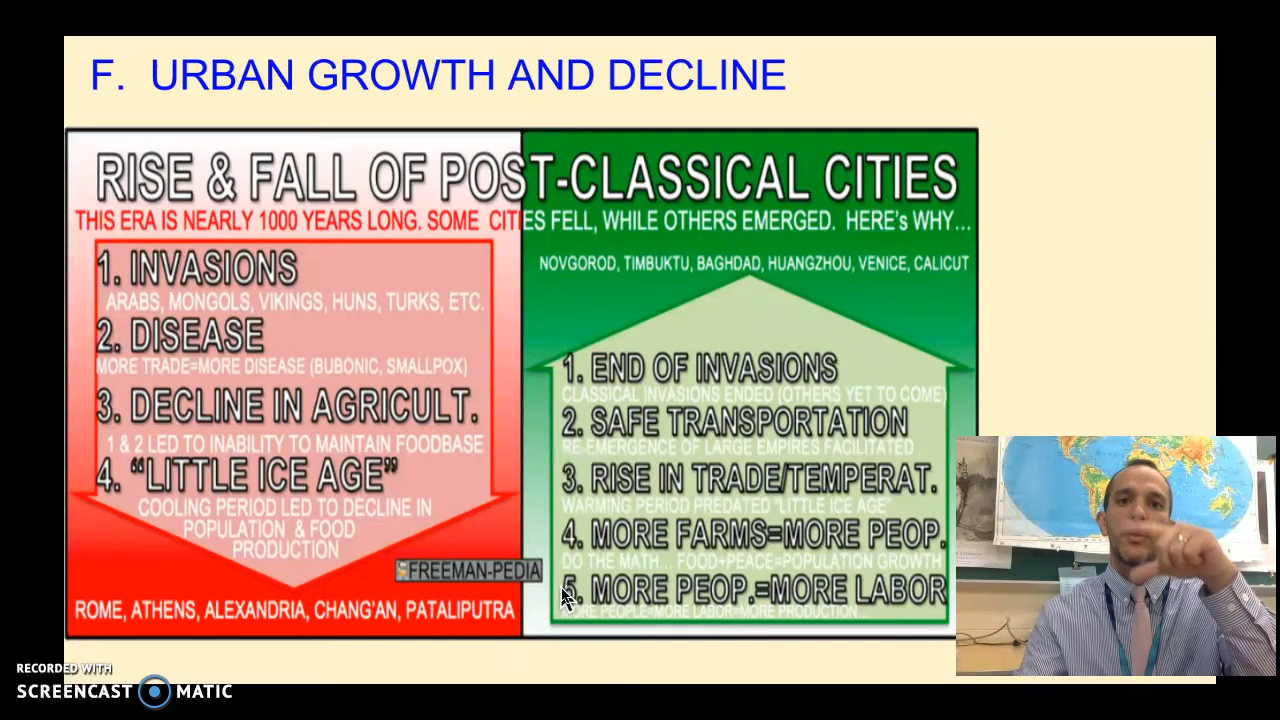 F. URBAN GROWTH AND DECLINE
RISE & FALL OF POST-CLASSICAL CITIES
THIS ERA IS NEARLY 1000 YEARS LONG. SOME CITIES FELL, WHILE OTHERS EMERGED. HERE's WHY...
1. INVASIONS
ARABS, MONGOLS, VIKINGS, HUNS, TURKS, ETC.
2. DISEASE
MORE TRADE=MORE DISEASE (BUBONIC, SMALLPOX)
3. DECLINE IN AGRICULT.
1 & 2 LED TO INABILITY TO MAINTAIN FOODBASE
4. “LITTLE ICE AGE”
COOLING PERIOD LED TO DECLINE IN
POPULATION & FOOD
PRODUCTION
FREEMAN-PEDIA
ROME, ATHENS, ALEXANDRIA, CHANG'AN, PATALIPUTRA
NOVGOROD, TIMBUKTU, BAGHDAD, HUANGZHOU, VENICE, CALICUT
1. END OF INVASIONS
CLASSICAL INVASIONS ENDED (OTHERS YET TO COME)
2. SAFE TRANSPORTATION
RE-EMERGENCE OF LARGE EMPIRES FACILITATED
3. RISE IN TRADE/TEMPERAT.
WARMING PERIOD PREDATED "LITTLE ICE AGE"
4. MORE FARMS=MORE PEOP.
DO THE MATH... FOOD+PEACE=POPULATION GROWTH
5. MORE PEOP.=MORE LABOR
MORE PEOPLE=MORE LABOR=MORE PRODUCTION...
RECORDED WITH
SCREENCAST MATIC